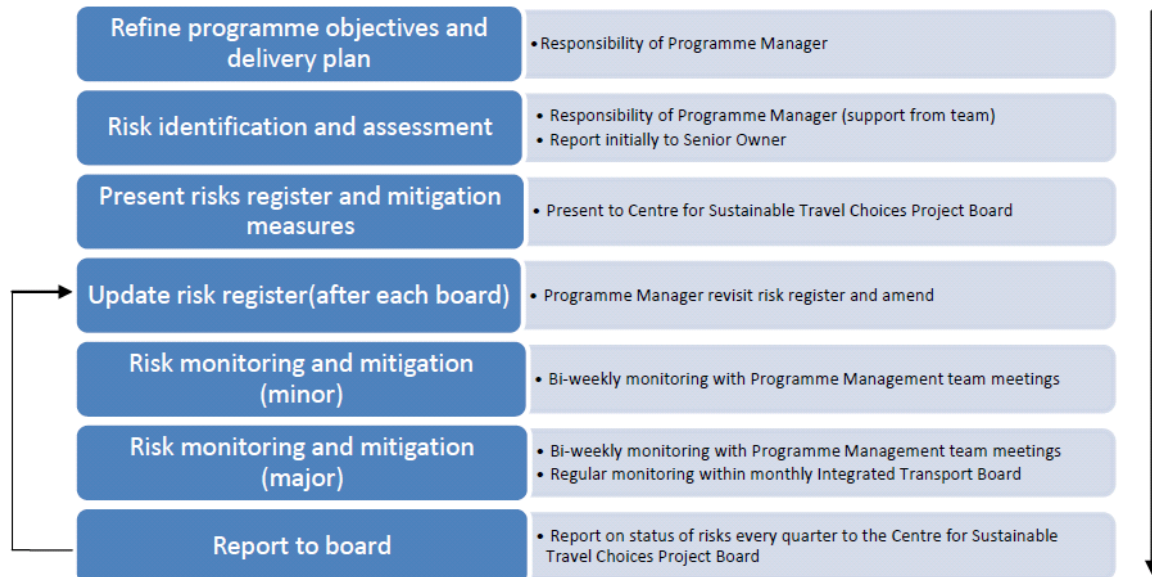 Refine programme objectives and
delivery plan
• Responsibility of Programme Manager
Risk identification and assessment
• Responsibility of Programme Manager (support from team)
• Report initially to Senior Owner
Present risks register and mitigation
measures
• Present to Centre for Sustainable Travel Choices Project Board
Update risk register(after each board)
• Programme Manager revisit risk register and amend
Risk monitoring and mitigation
(minor)
• Bi-weekly monitoring with Programme Management team meetings
Risk monitoring and mitigation
(major)
• Bi-weekly monitoring with Programme Management team meetings
• Regular monitoring within monthly Integrated Transport Board
Report to board
• Report on status of risks every quarter to the Centre for Sustainable
Travel Choices Project Board